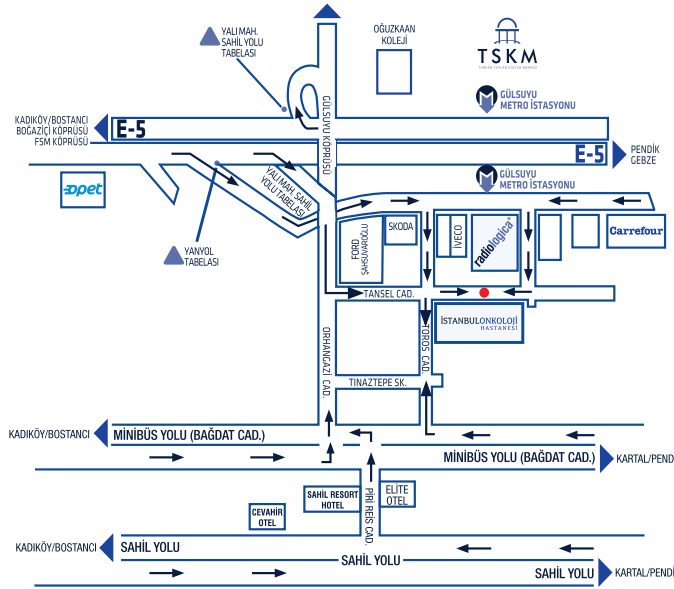 YALI MAH.
SAHİL YOLU
TABELASI
OĞUZKAAN
KOLEJİ
TSKM
GÜLSUYU
METRO İSTASYONU
KADIKÖY/BOSTANCI
BOĞAZİÇİ KÖPRÜSÜ
FSM KÖPRÜSÜ
E-5
GÜLSUYU KÖPRÜSÜ
E-5
PENDİK
GEBZE
GÜLSUYU
METRO İSTASYONU
opet
YALI MAH. SAHİL
YOLU TABELASI
YANYOL
TABELASI
FORD
ŞAHSUVAROĞLU
SKODA
İVECO
radiologica
Carrefour
TANSEL CAD.
İSTANBULONKOLOJİ
HASTANESİ
ORHANGAZİ CAD.
TOROS CAD.
TINAZTEPE SK.
KADIKÖY/BOSTANCI
MİNİBÜS YOLU (BAĞDAT CAD.)
MİNİBÜS YOLU (BAĞDAT CAD.)
KARTAL/PEND
SAHİL RESORT
HOTEL
PİRİ REİS CAD.
ELİTE
OTEL
CEVAHİR
OTEL
KADIKÖY/BOSTANCI
SAHİL YOLU
SAHİL YOLU
SAHİL YOLU
KARTAL/PENDİ